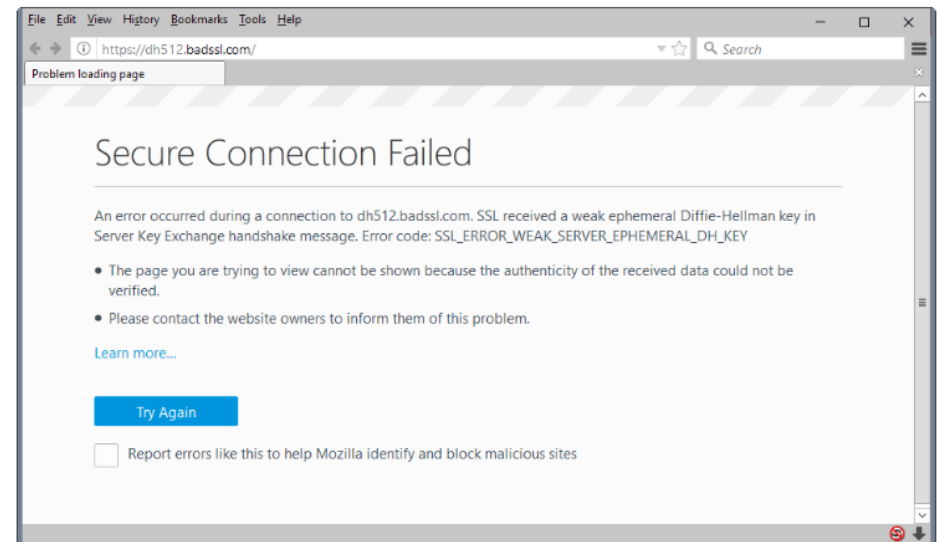 File Edit View History Bookmarks Tools Help
https://dh512.badssl.com/
Search
Problem loading page
Secure Connection Failed
An error occurred during a connection to dh512.badssl.com. SSL received a weak ephemeral Diffie-Hellman key in
Server Key Exchange handshake message. Error code: SSL_ERROR_WEAK_SERVER_EPHEMERAL_DH_KEY
• The page you are trying to view cannot be shown because the authenticity of the received data could not be
verified.
• Please contact the website owners to inform them of this problem.
Learn more...
Try Again
Report errors like this to help Mozilla identify and block malicious sites